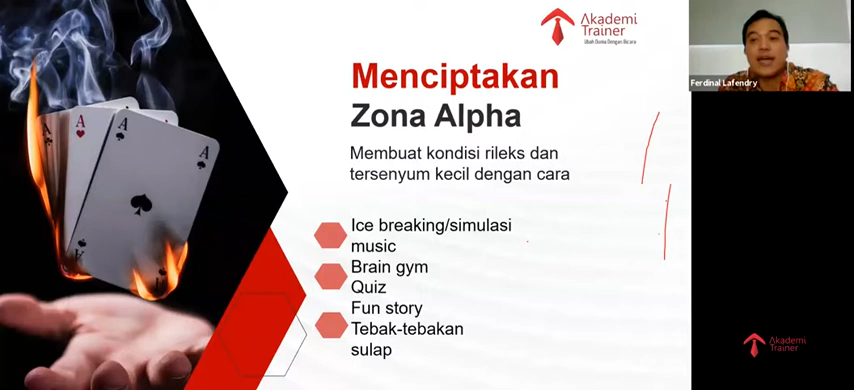 Akademi
Trainer
Ubah Dunia Dengan Bicara
Menciptakan
Zona Alpha
Membuat kondisi rileks dan
tersenyum kecil dengan cara
Ice breaking/simulasi
music
Brain gym
Quiz
Fun story
Tebak-tebakan
sulap
A
A
A
A
Ferdinal Lafendry
Akademi
Trainer